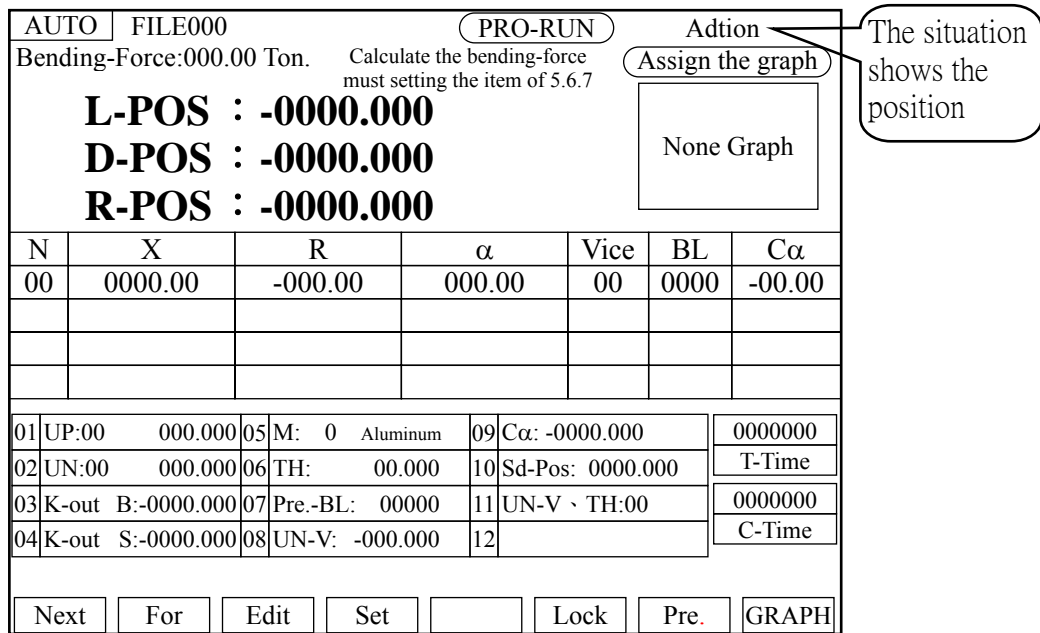 AUTO FILE000 PRO-RUN Adtion
The situation
shows the
position
Bending-Force:000.00 Ton. Calculate the bending-force
must setting the item of 5.6.7
Assign the graph
L-POS：-0000.000
D-POS：-0000.000
R-POS：-0000.000
None Graph
N X R α Vice BL Cα
00 0000.00 -000.00 000.00 00 0000 -00.00
01 UP:00 000.000 05 M: 0 Aluminum 09 Cα: -0000.000 0000000
02 UN:00 000.000 06 TH: 00.000 10 Sd-Pos: 0000.000 T-Time
03 K-out B:-0000.000 07 Pre.-BL: 00000 11 UN-V、TH:00 0000000
04 K-out S:-0000.000 08 UN-V: -000.000 12 C-Time
Next For Edit Set Lock Pre. GRAPH